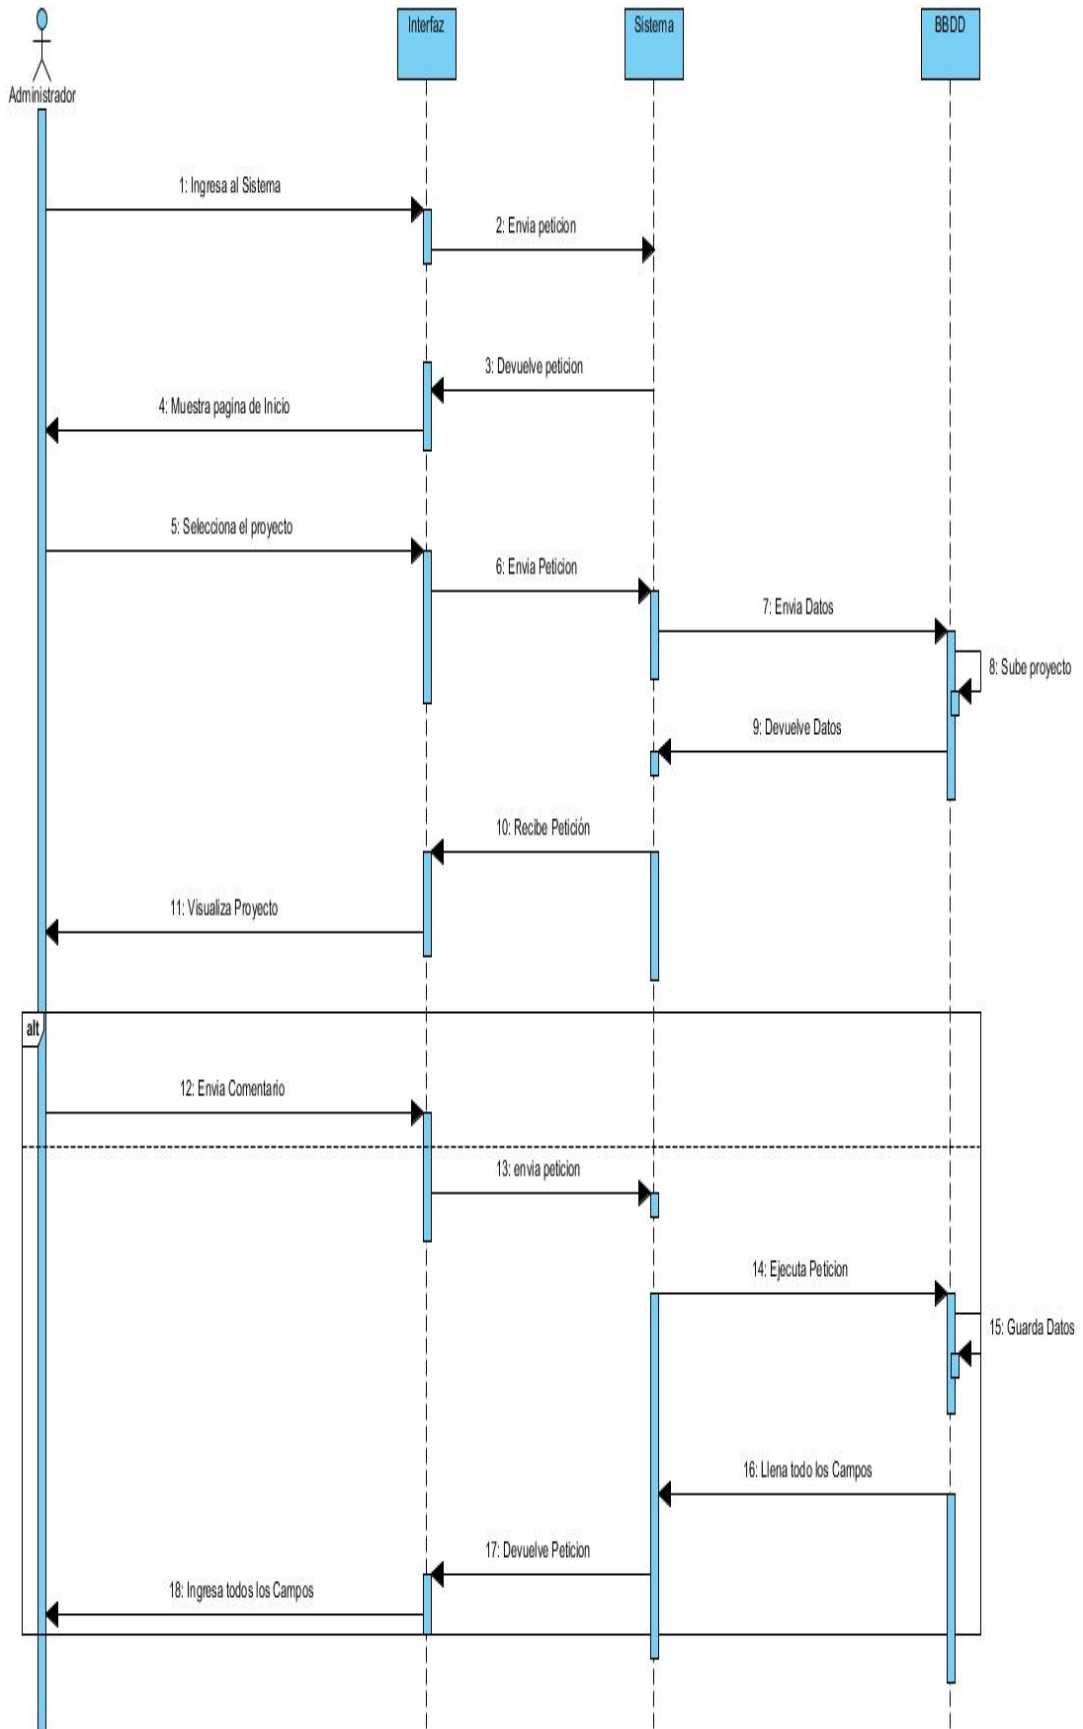 Interfaz
Sistema
BBDD
Administrador
1: Ingresa al Sistema
2: Envia peticion
3: Devuelve peticion
4: Muestra pagina de Inicio
5: Selecciona el proyecto
6: Envia Peticion
7: Envia Datos
8: Sube proyecto
9: Devuelve Datos
10: Recibe Petición
11: Visualiza Proyecto
alt
12: Envia Comentario
13: envia peticion
14: Ejecuta Peticion
15: Guarda Datos
16: Llena todo los Campos
17: Devuelve Peticion
18: Ingresa todos los Campos